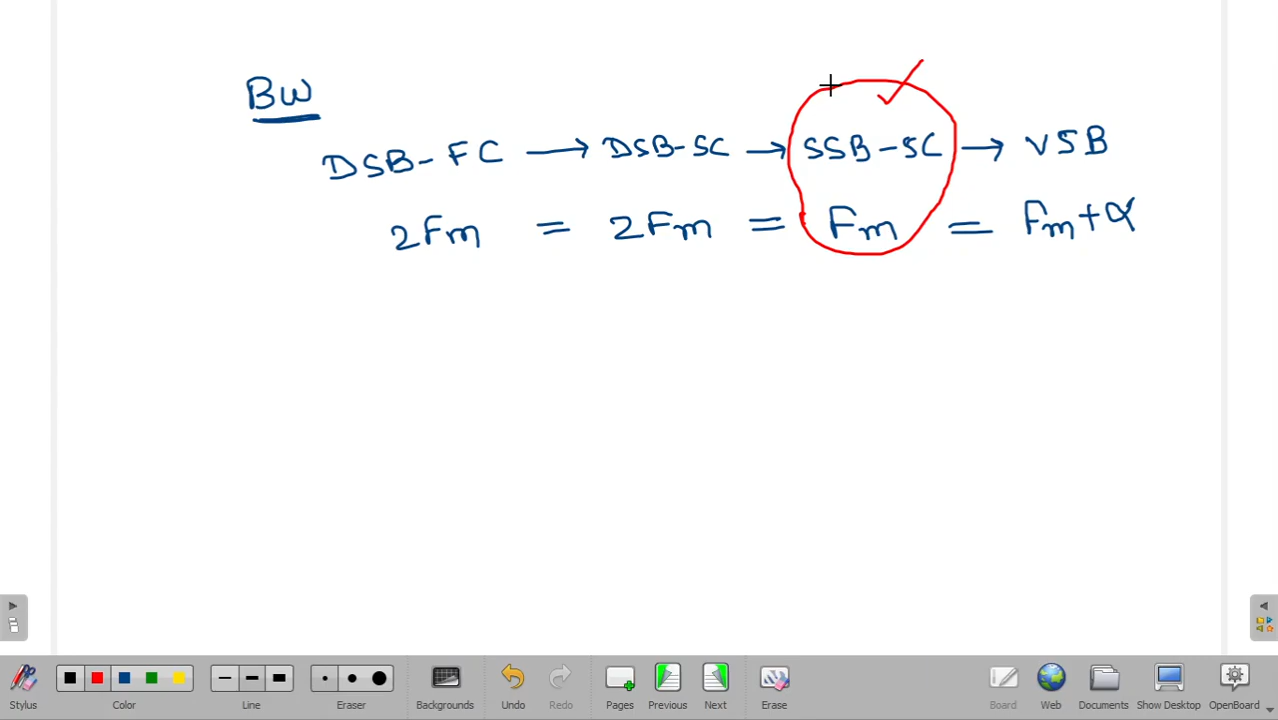 BW
DSB-FC → DSB-SC → SSB-SC → VSB
2Fm = 2Fm = Fm = Fm+α
Stylus Color Line Eraser Backgrounds Undo Redo Pages Previous Next Erase Board Web Documents Show Desktop OpenBoard